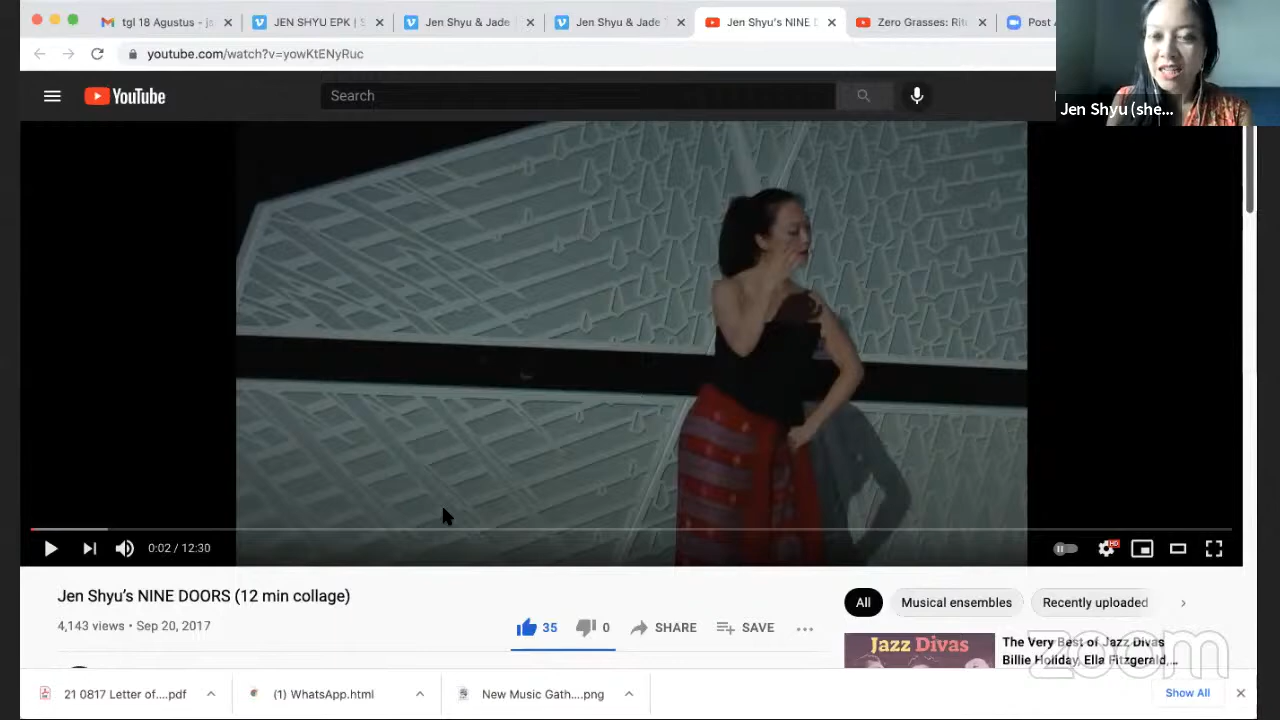 tgl 18 Agustus - ja
JEN SHYU EPK ( S
Jen Shyu & Jade
Jen Shyu & Jade T
Jen Shyu's NINE D
Zero Grasses: Ritu
Post A
youtube.com/watch?v=yowKtENyRuc
YouTube
Search
Jen Shyu (she...
0:02 / 12:30
HD
Jen Shyu's NINE DOORS (12 min collage)
4,143 views • Sep 20, 2017
35
0
SHARE
SAVE
All
Musical ensembles
Recently uploaded
Jazz Divas
The Very Best of Jazz Divas
Billie Holiday, Ella Fitzgerald,...
zoom
21 0817 Letter of....pdf
(1) WhatsApp.html
New Music Gath....png
Show All